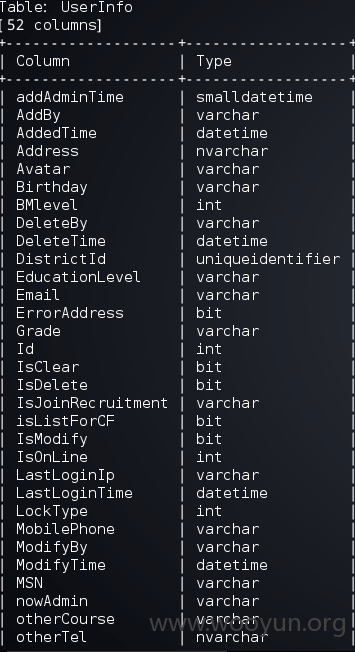 Table: UserInfo
[52 columns]
+--------------------+------------------+
| Column | Type
+--------------------+------------------+
| addAdminTime | smalldatetime
| AddBy | varchar
| AddedTime | datetime
| Address | nvarchar
| Avatar | varchar
| Birthday | varchar
| BMlevel | int
| DeleteBy | varchar
| DeleteTime | datetime
| DistrictId | uniqueidentifier |
| EducationLevel | varchar
| Email | varchar
| ErrorAddress | bit
| Grade | varchar
| Id | int
| IsClear | bit
| IsDelete | bit
| IsJoinRecruitment | varchar
| isListForCF | bit
| IsModify | bit
| IsOnLine | int
| LastLoginIp | varchar
| LastLoginTime | datetime
| LockType | int
| MobilePhone | varchar
| ModifyBy | varchar
| ModifyTime | datetime
| MSN | varchar
| nowAdmin | varchar
| otherCourse | varchar
| otherTel | nvarchar
www.wooyun.org